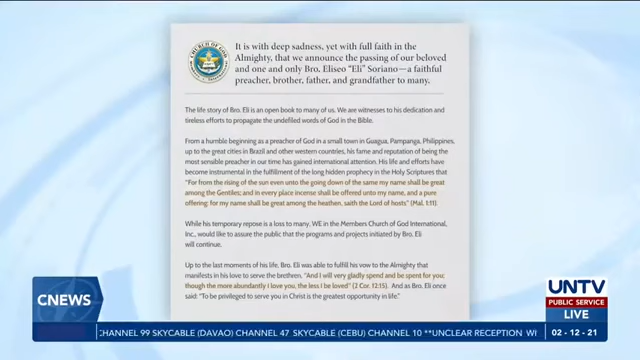 CHURCH OF GOD
It is with deep sadness, yet with full faith in the
Almighty, that we announce the passing of our beloved
and one and only Bro. Eliseo “Eli” Soriano—a faithful
preacher, brother, father, and grandfather to many.
The life story of Bro. Eli is an open book to many of us. We are witnesses to his dedication and
tireless efforts to propagate the undefiled words of God in the Bible.
From a humble beginning as a preacher of God in a small town in Guagua, Pampanga, Philippines,
up to the great cities in Brazil and other western countries, his fame and reputation of being the
most sensible preacher in our time has gained international attention. His life and efforts have
become instrumental in the fulfillment of the long hidden prophecy in the Holy Scriptures that
“For from the rising of the sun even unto the going down of the same my name shall be great
among the Gentiles; and in every place incense shall be offered unto my name, and a pure
offering: for my name shall be great among the heathen, saith the Lord of hosts” (Mal. 1:11).
While his temporary repose is a loss to many, WE in the Members Church of God International,
Inc., would like to assure the public that the programs and projects initiated by Bro. Eli
will continue.
Up to the last moments of his life, Bro. Eli was able to fulfill his vow to the Almighty that
manifests in his love to serve the brethren. “And I will very gladly spend and be spent for you;
though the more abundantly I love you, the less I be loved” (2 Cor. 12:15). And as Bro. Eli once
said: “To be privileged to serve you in Christ is the greatest opportunity in life.”
CNEWS
UNTV
PUBLIC SERVICE
LIVE
CHANNEL 99 SKYCABLE (DAVAO) CHANNEL 47 SKYCABLE (CEBU) CHANNEL 10 **UNCLEAR RECEPTION WI
02-12-21